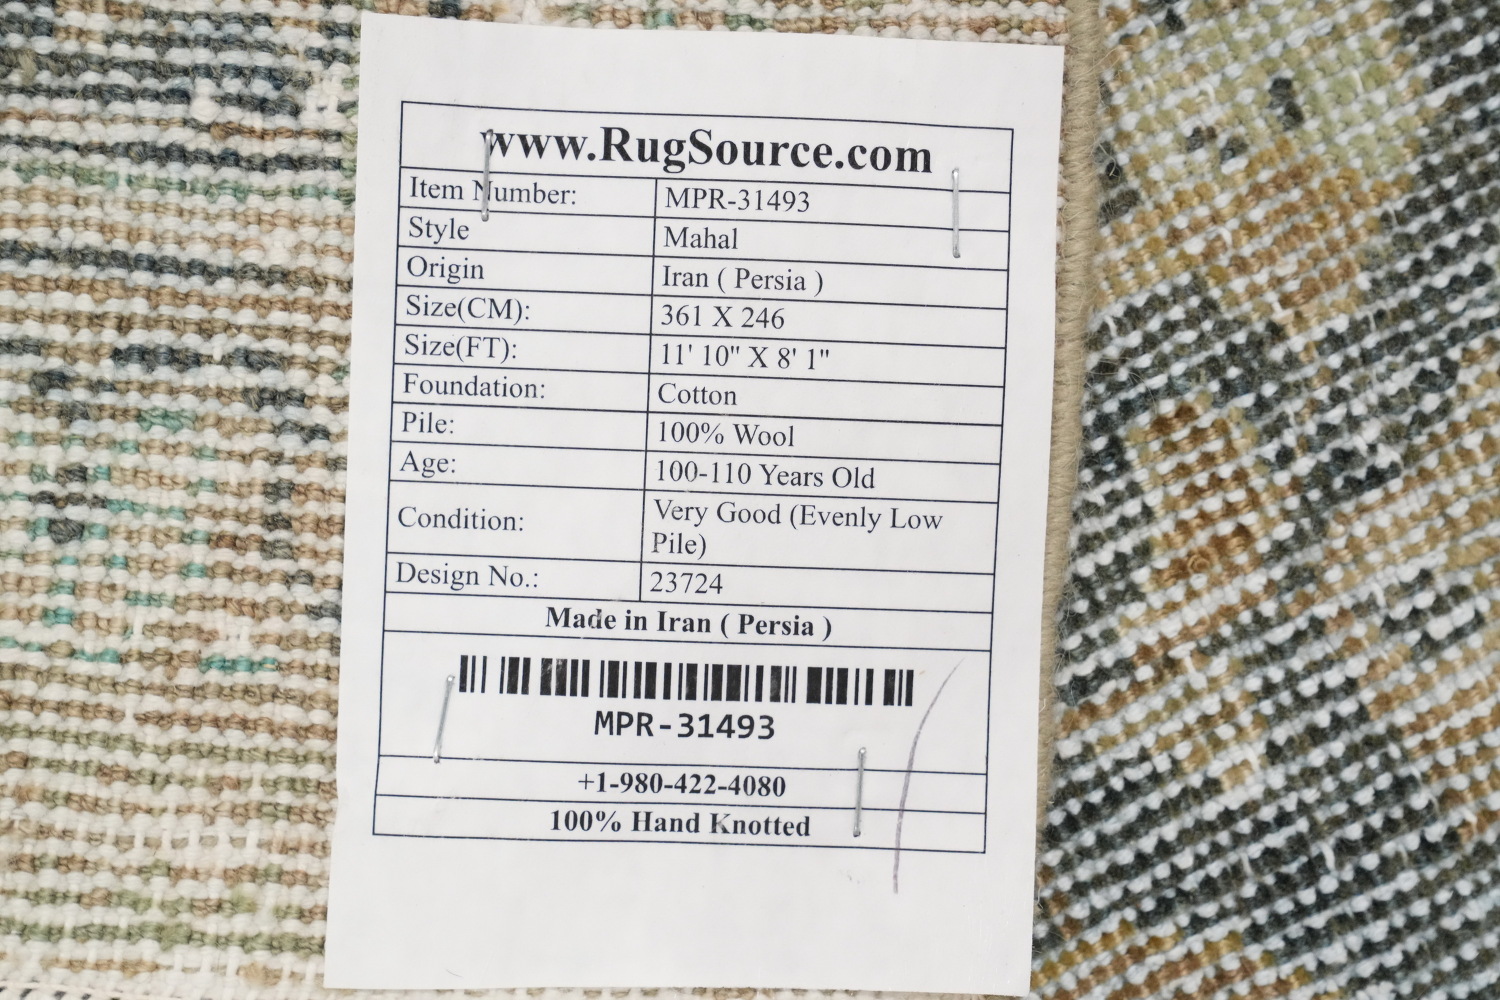 www.RugSource.com
Item Number: MPR-31493
Style Mahal
Origin Iran ( Persia )
Size(CM): 361 X 246
Size(FT): 11' 10" X 8' 1"
Foundation: Cotton
Pile: 100% Wool
Age: 100-110 Years Old
Condition: Very Good (Evenly Low
Pile)
Design No.: 23724
Made in Iran ( Persia )
MPR-31493
+1-980-422-4080
100% Hand Knotted